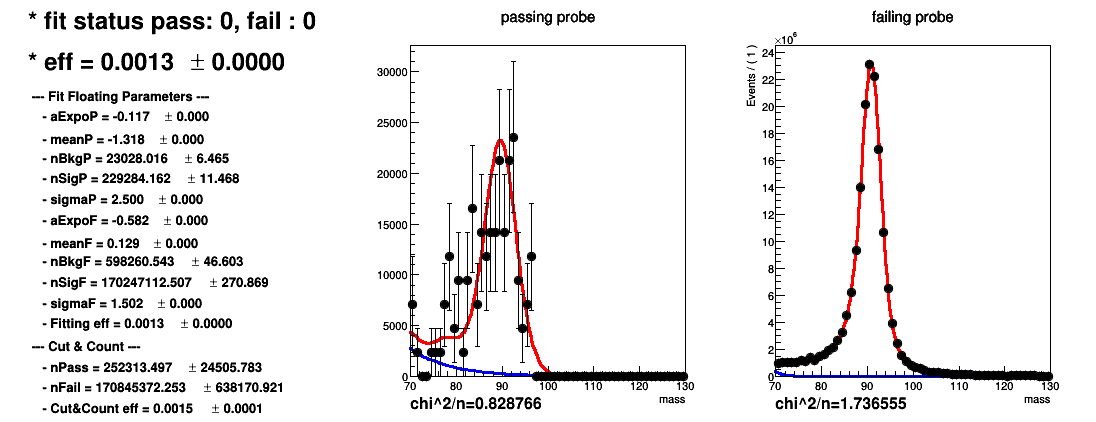 * fit status pass: 0, fail : 0
* eff = 0.0013 ± 0.0000
--- Fit Floating Parameters ---
- aExpoP = -0.117 ± 0.000
- meanP = -1.318 ± 0.000
- nBkgP = 23028.016 ± 6.465
- nSigP = 229284.162 ± 11.468
- sigmaP = 2.500 ± 0.000
- aExpoF = -0.582 ± 0.000
- meanF = 0.129 ± 0.000
- nBkgF = 598260.543 ± 46.603
- nSigF = 170247112.507 ± 270.869
- sigmaF = 1.502 ± 0.000
- Fitting eff = 0.0013 ± 0.0000
--- Cut & Count ---
- nPass = 252313.497 ± 24505.783
- nFail = 170845372.253 ± 638170.921
- Cut&Count eff = 0.0015 ± 0.0001
passing probe
30000
25000
20000
15000
10000
5000
0
70 80 90 100 110 120 130
mass
chi^2/n=0.828766
failing probe
×10^6
Events / ( 1 )
24
22
20
18
16
14
12
10
8
6
4
2
0
70 80 90 100 110 120 130
mass
chi^2/n=1.736555